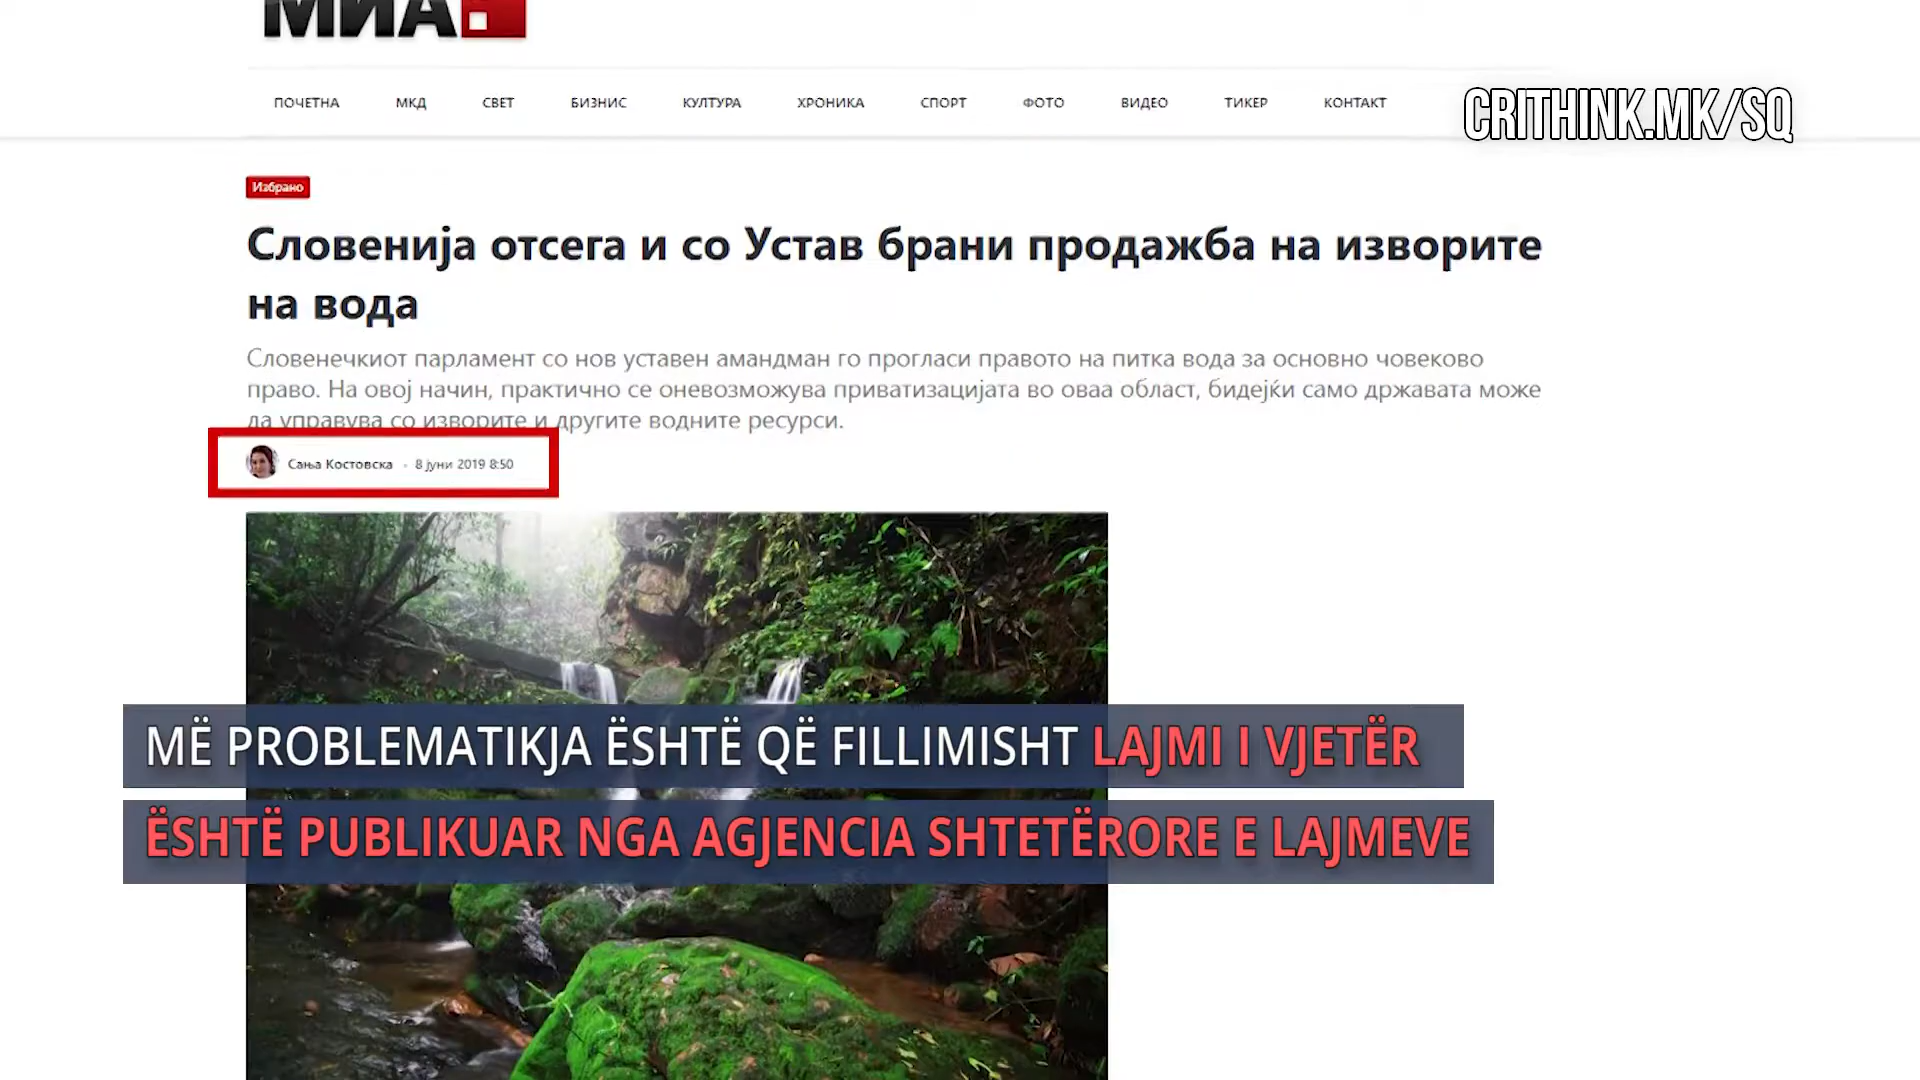 МИА
ПОЧЕТНА МКД СВЕТ БИЗНИС КУЛТУРА ХРОНИКА СПОРТ ФОТО ВИДЕО ТИКЕР КОНТАКТ
CRITHINK.MK/SQ
Избрано
Словенија отсега и со Устав брани продажба на изворите
на вода
Словенечкиот парламент со нов уставен амандман го прогласи правото на питка вода за основно човеково
право. На овој начин, практично се оневозможува приватизацијата во оваа област, бидејќи само државата може
да управува со изворите и другите водните ресурси.
Сања Костовска - 8 јуни 2019 8:50
MË PROBLEMATIKJA ËSHTË QË FILLIMISHT LAJMI I VJETËR
ËSHTË PUBLIKUAR NGA AGJENCIA SHTETËRORE E LAJMEVE